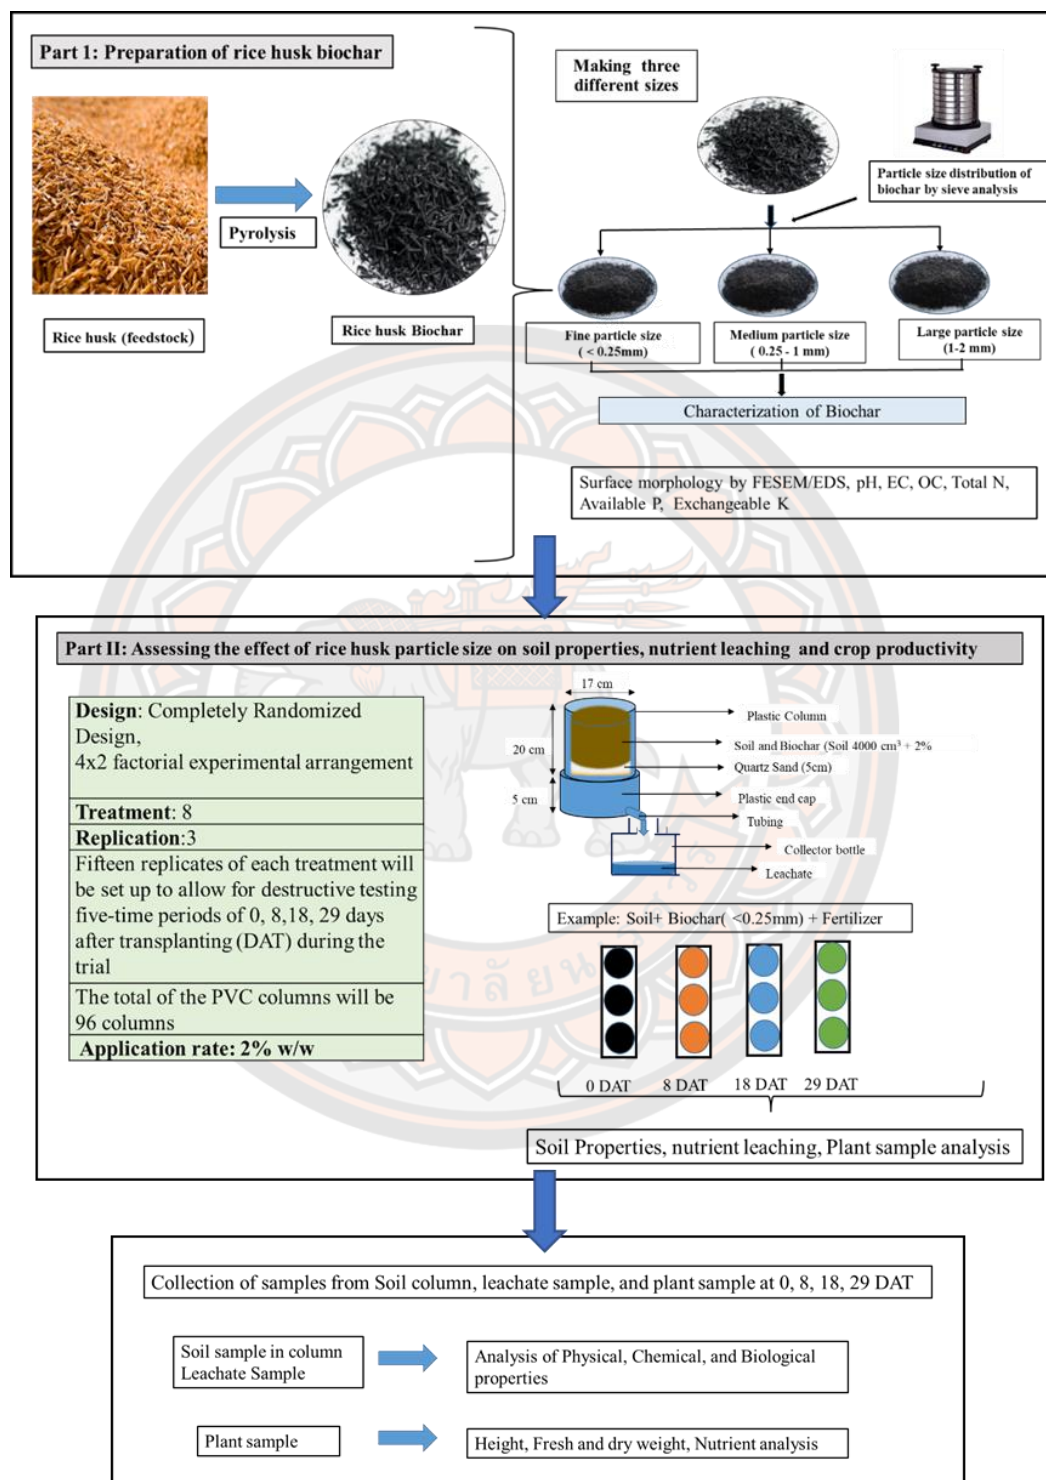 Part 1: Preparation of rice husk biochar
Making three
different sizes
Particle size distribution of
biochar by sieve analysis
Pyrolysis
Rice husk (feedstock)
Rice husk Biochar
Fine particle size
( < 0.25mm)
Medium particle size
( 0.25 - 1 mm)
Large particle size
(1-2 mm)
Characterization of Biochar
Surface morphology by FESEM/EDS, pH, EC, OC, Total N,
Available P, Exchangeable K
Part II: Assessing the effect of rice husk particle size on soil properties, nutrient leaching and crop productivity
Design: Completely Randomized
Design,
4x2 factorial experimental arrangement
Treatment: 8
Replication:3
Fifteen replicates of each treatment will
be set up to allow for destructive testing
five-time periods of 0, 8,18, 29 days
after transplanting (DAT) during the
trial
The total of the PVC columns will be
96 columns
Application rate: 2% w/w
17 cm
20 cm
5 cm
Plastic Column
Soil and Biochar (Soil 4000 cm³ + 2%
Quartz Sand (5cm)
Plastic end cap
Tubing
Collector bottle
Leachate
Example: Soil+ Biochar( <0.25mm) + Fertilizer
0 DAT 8 DAT 18 DAT 29 DAT
Soil Properties, nutrient leaching, Plant sample analysis
Collection of samples from Soil column, leachate sample, and plant sample at 0, 8, 18, 29 DAT
Soil sample in column
Leachate Sample
Analysis of Physical, Chemical, and Biological
properties
Plant sample
Height, Fresh and dry weight, Nutrient analysis